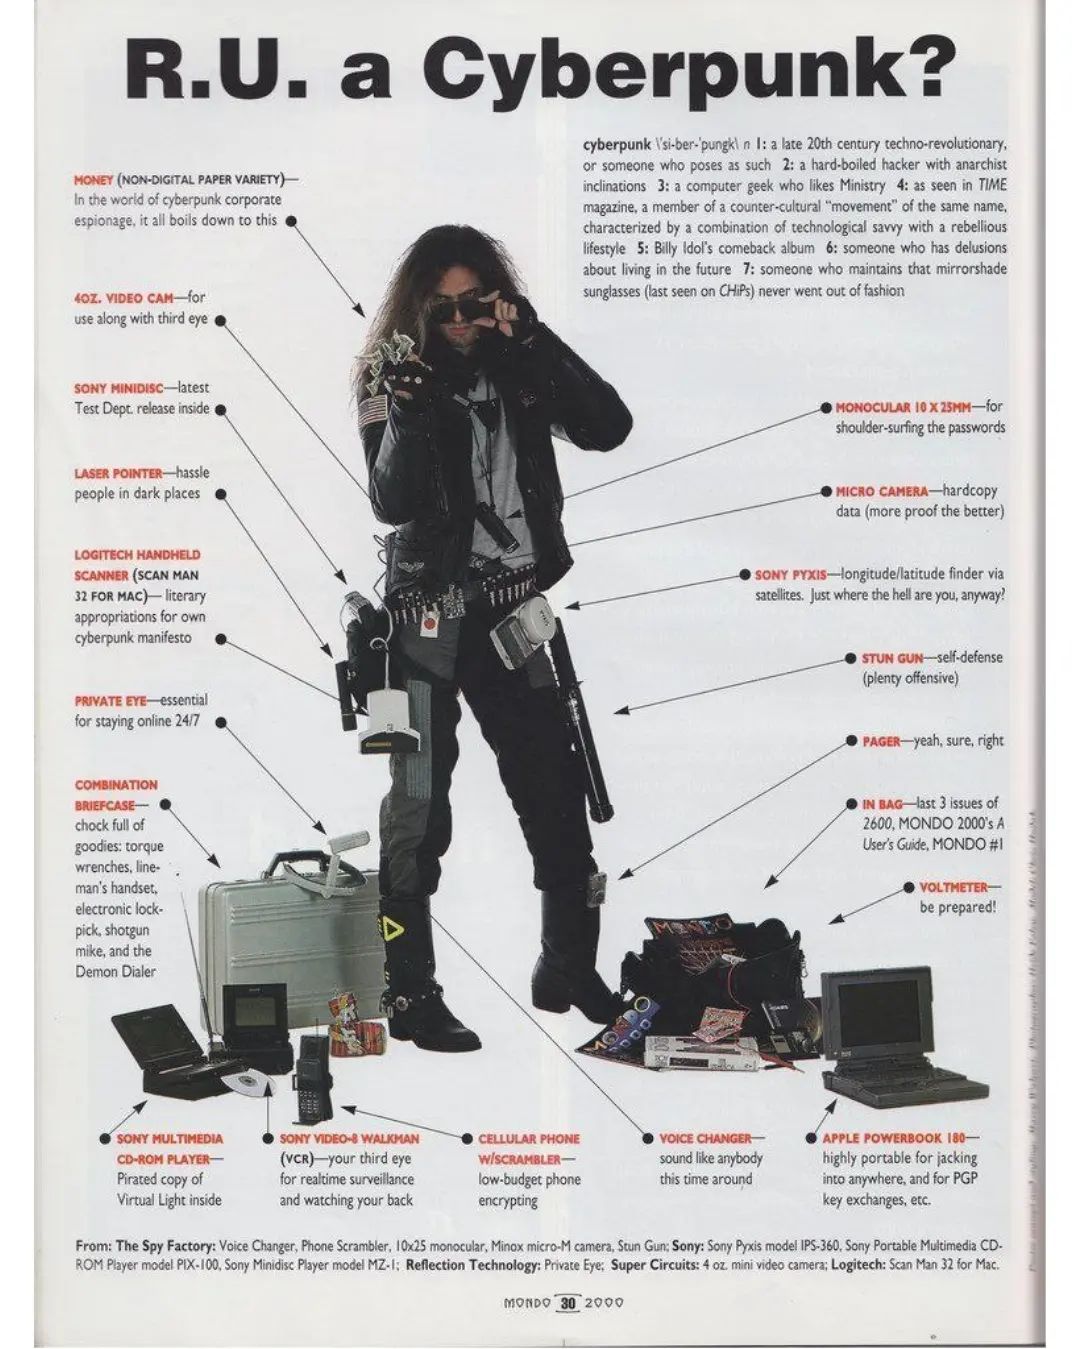 R.U. a Cyberpunk?
cyberpunk \'si-ber-'pungk\ n 1: a late 20th century techno-revolutionary,
or someone who poses as such 2: a hard-boiled hacker with anarchist
inclinations 3: a computer geek who likes Ministry 4: as seen in TIME
magazine, a member of a counter-cultural “movement” of the same name,
characterized by a combination of technological savvy with a rebellious
lifestyle 5: Billy Idol's comeback album 6: someone who has delusions
about living in the future 7: someone who maintains that mirrorshade
sunglasses (last seen on CHiPs) never went out of fashion
MONEY (NON-DIGITAL PAPER VARIETY)—
In the world of cyberpunk corporate
espionage, it all boils down to this
4OZ. VIDEO CAM—for
use along with third eye
SONY MINIDISC—latest
Test Dept. release inside
LASER POINTER—hassle
people in dark places
LOGITECH HANDHELD
SCANNER (SCAN MAN
32 FOR MAC)— literary
appropriations for own
cyberpunk manifesto
PRIVATE EYE—essential
for staying online 24/7
COMBINATION
BRIEFCASE—
chock full of
goodies: torque
wrenches, line-
man's handset,
electronic lock-
pick, shotgun
mike, and the
Demon Dialer
MONOCULAR 10 X 25MM—for
shoulder-surfing the passwords
MICRO CAMERA—hardcopy
data (more proof the better)
SONY PYXIS—longitude/latitude finder via
satellites. Just where the hell are you, anyway?
STUN GUN—self-defense
(plenty offensive)
PAGER—yeah, sure, right
IN BAG—last 3 issues of
2600, MONDO 2000's A
User's Guide, MONDO #1
VOLTMETER—
be prepared!
MONDO
MONDO
SONY MULTIMEDIA
CD-ROM PLAYER—
Pirated copy of
Virtual Light inside
SONY VIDEO-8 WALKMAN
(VCR)—your third eye
for realtime surveillance
and watching your back
CELLULAR PHONE
W/SCRAMBLER—
low-budget phone
encrypting
VOICE CHANGER—
sound like anybody
this time around
APPLE POWERBOOK 180—
highly portable for jacking
into anywhere, and for PGP
key exchanges, etc.
From: The Spy Factory: Voice Changer, Phone Scrambler, 10x25 monocular, Minox micro-M camera, Stun Gun; Sony: Sony Pyxis model IPS-360, Sony Portable Multimedia CD-
ROM Player model PIX-100, Sony Minidisc Player model MZ-1; Reflection Technology: Private Eye; Super Circuits: 4 oz. mini video camera; Logitech: Scan Man 32 for Mac.
MONDO 30 2000